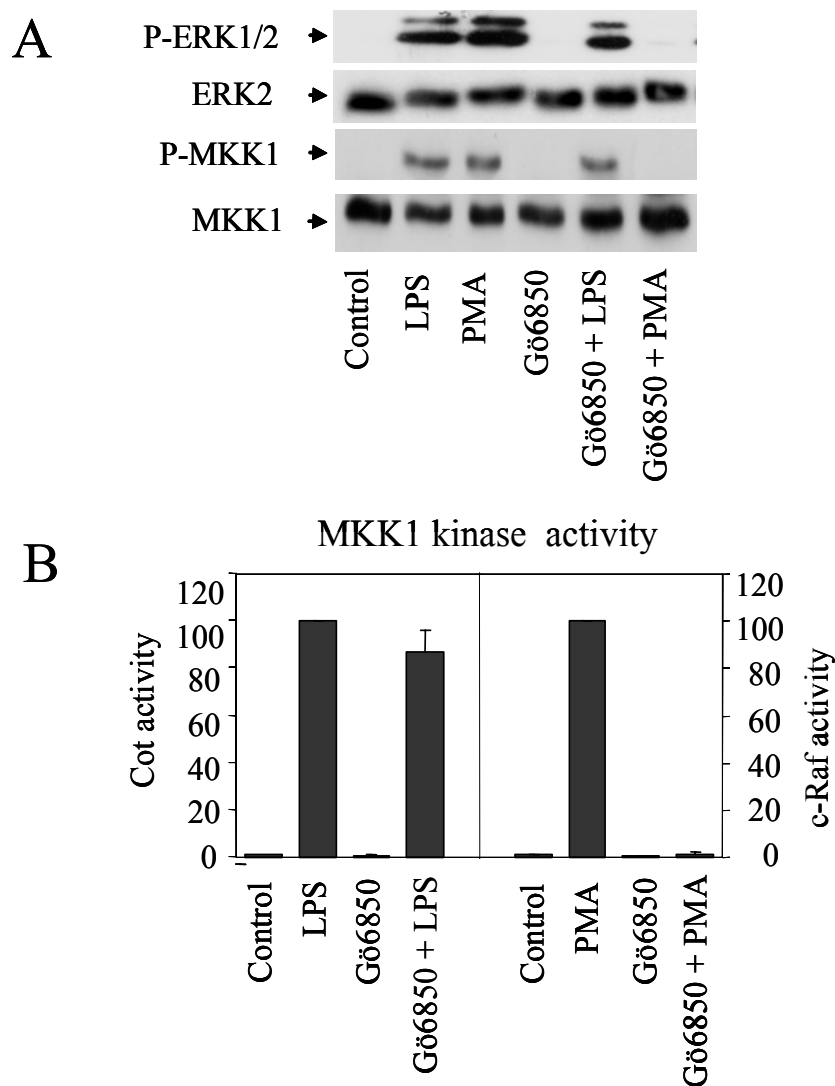 A
P-ERK1/2
ERK2
P-MKK1
MKK1
Control
LPS
PMA
Gö6850
Gö6850 + LPS
Gö6850 + PMA
B
MKK1 kinase activity
Cot activity
120
100
80
60
40
20
0
120
100
80
60
40
20
0
c-Raf activity
Control
LPS
Gö6850
Gö6850 + LPS
Control
PMA
Gö6850
Gö6850 + PMA